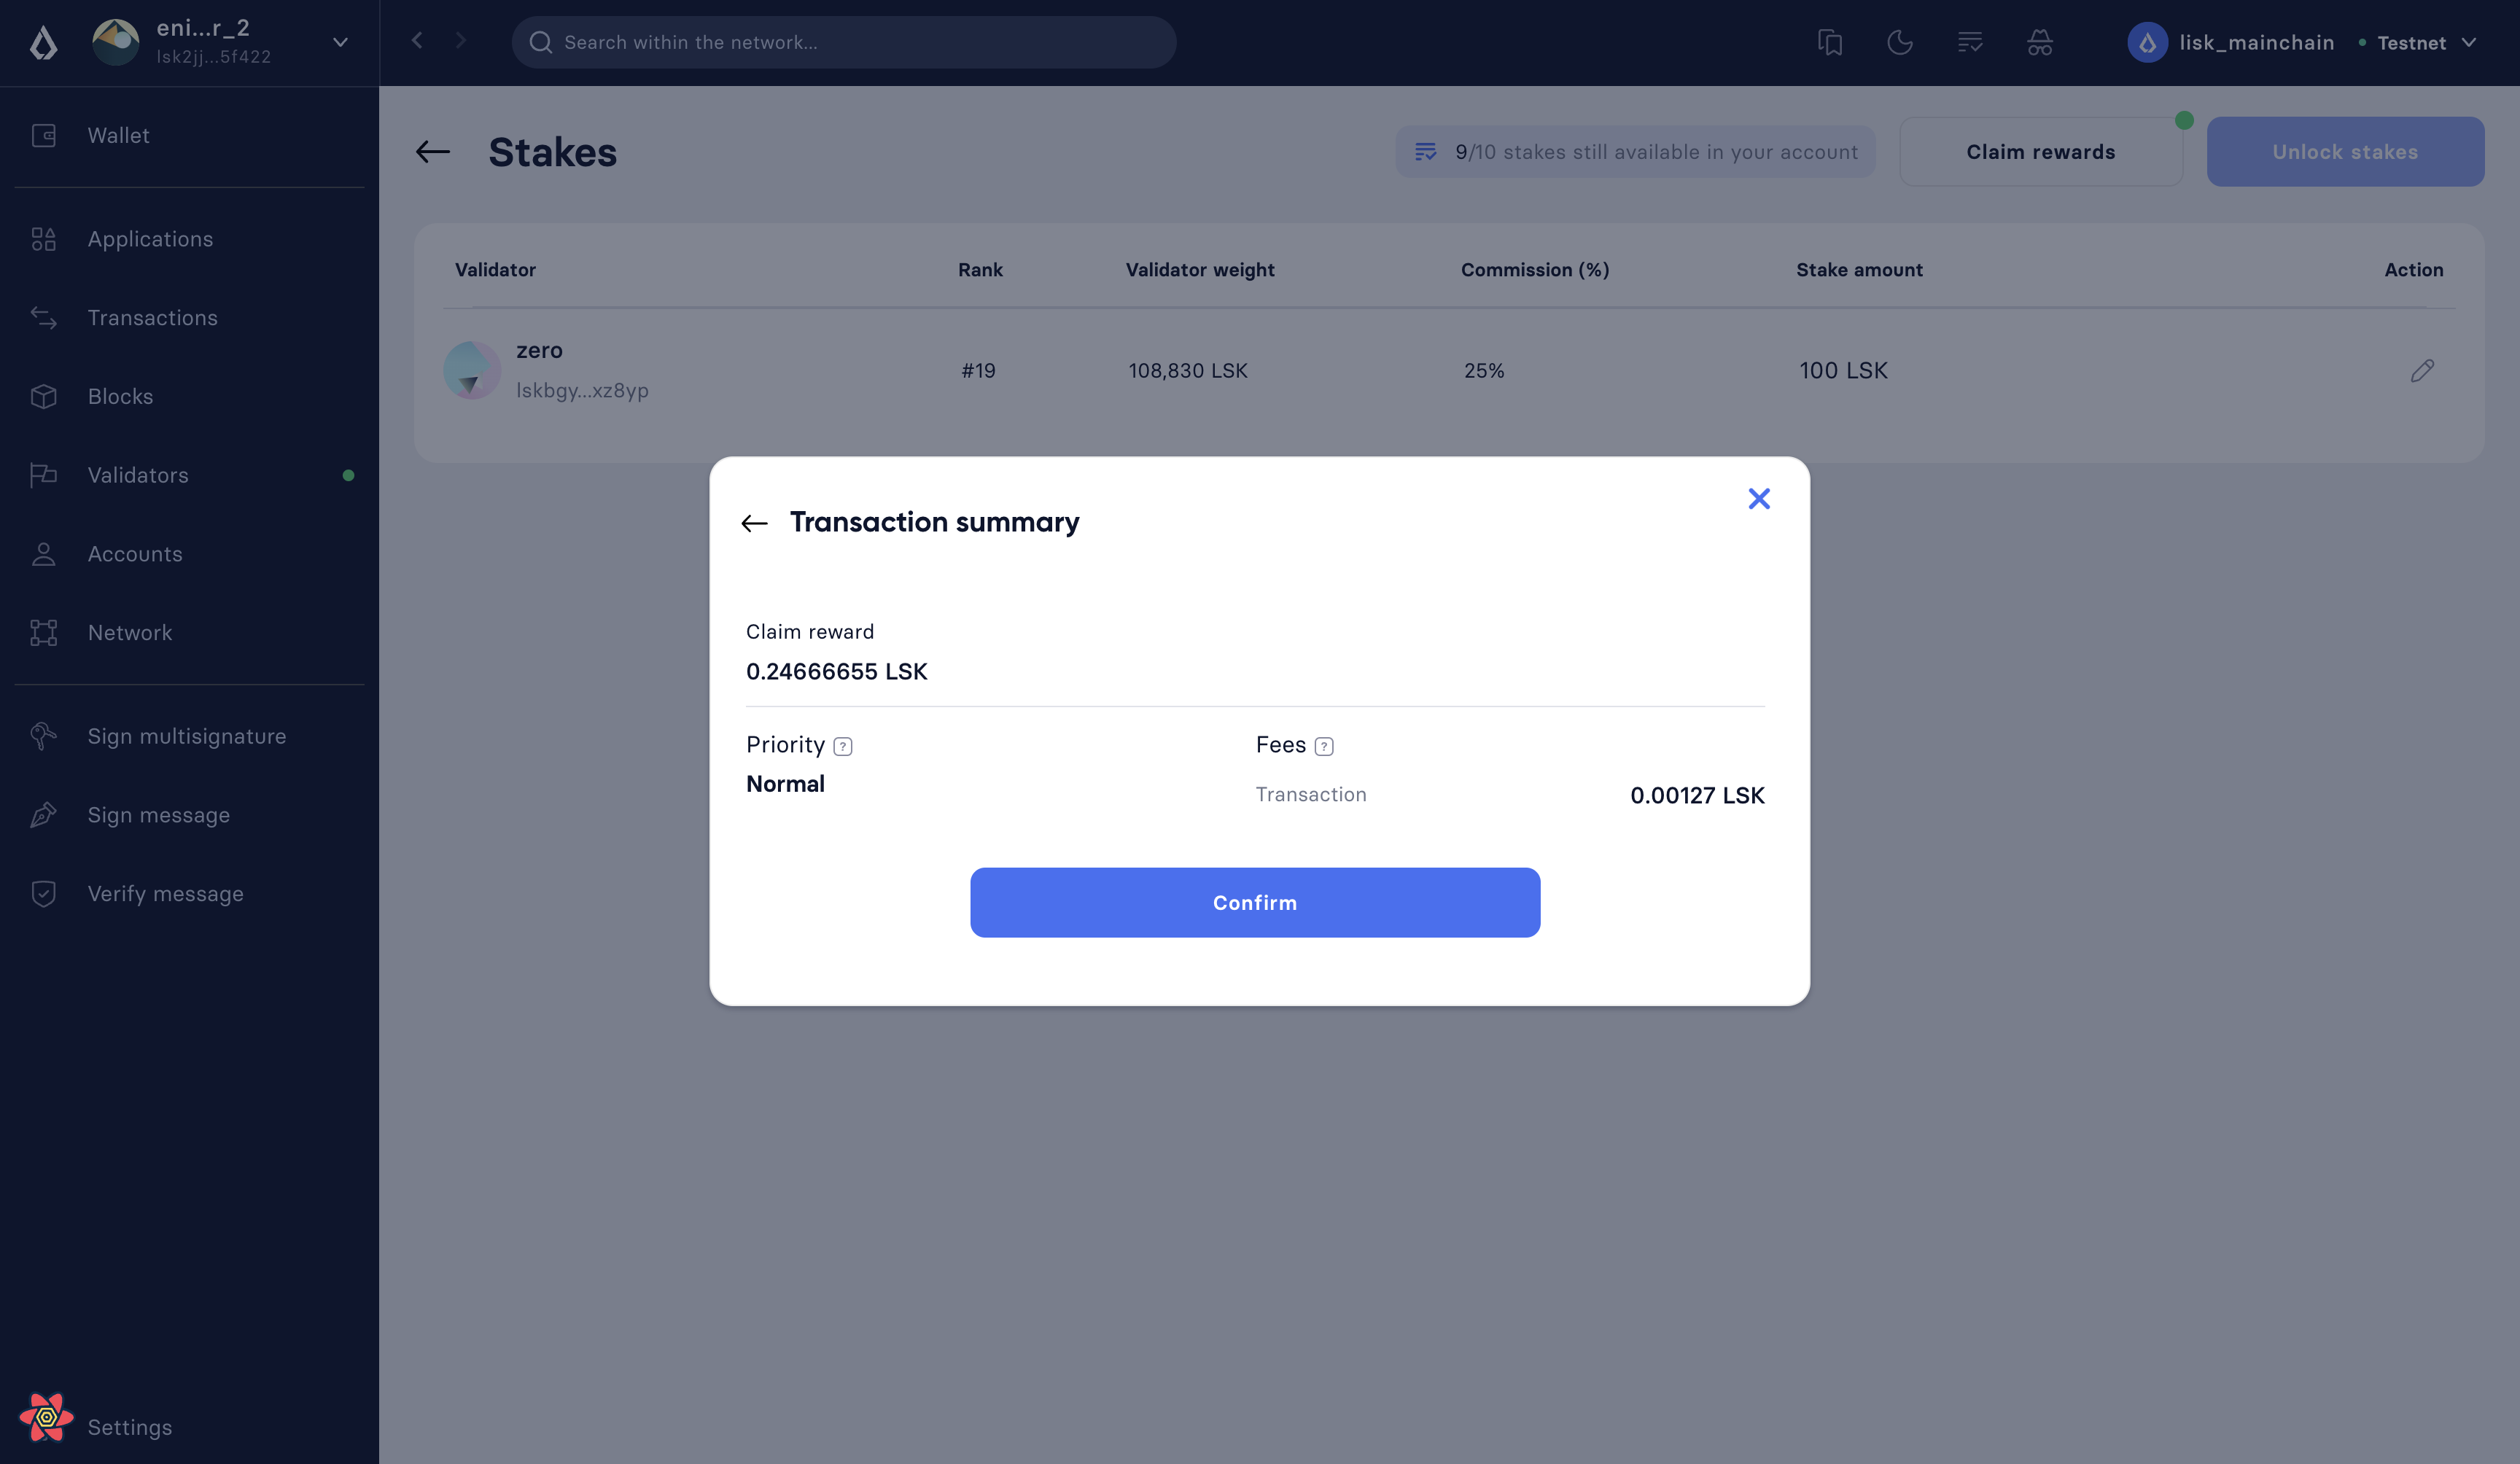 eni...r_2
lsk2jj...5f422
Search within the network...
lisk_mainchain
Testnet
Wallet
Applications
Transactions
Blocks
Validators
Accounts
Network
Sign multisignature
Sign message
Verify message
Settings
Stakes
9/10 stakes still available in your account
Claim rewards
Unlock stakes
Validator Rank Validator weight Commission (%) Stake amount Action
zero
lskbgy...xz8yp
#19 108,830 LSK 25% 100 LSK
Transaction summary
Claim reward
0.24666655 LSK
Priority ?
Normal
Fees ?
Transaction 0.00127 LSK
Confirm